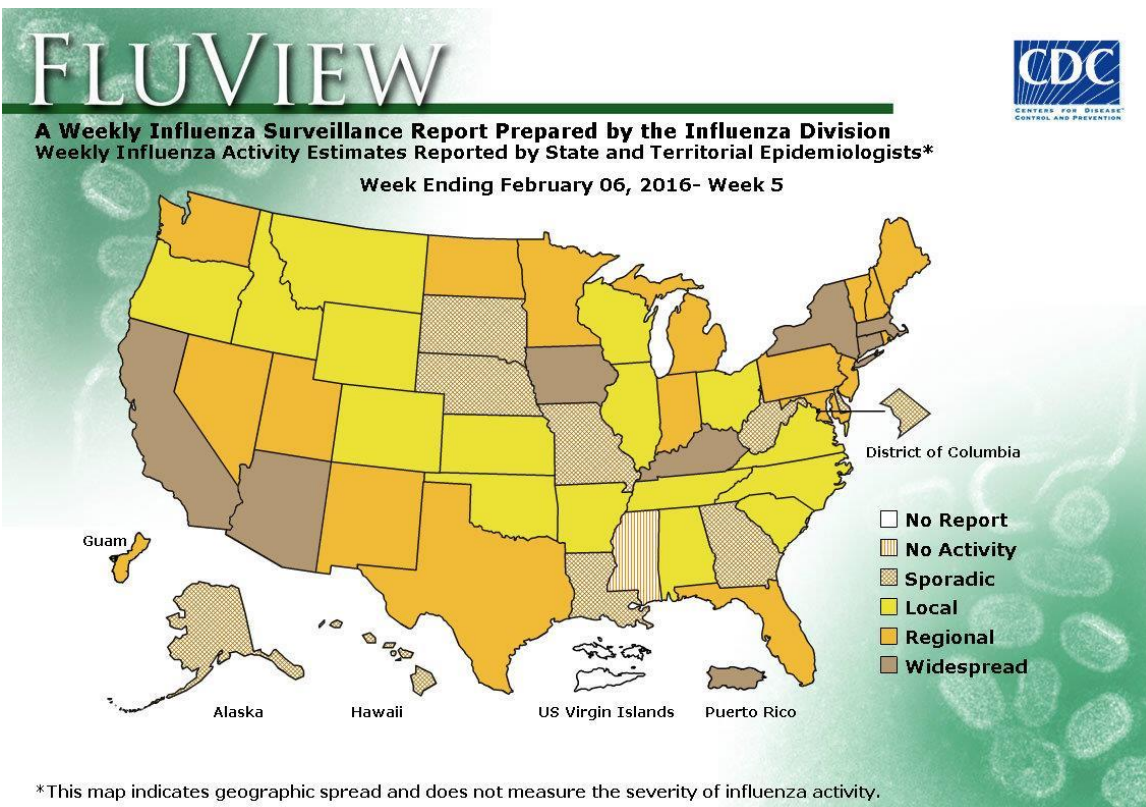 FLUVIEW
CDC
CENTERS FOR DISEASE
CONTROL AND PREVENTION
A Weekly Influenza Surveillance Report Prepared by the Influenza Division
Weekly Influenza Activity Estimates Reported by State and Territorial Epidemiologists*
Week Ending February 06, 2016- Week 5
District of Columbia
Guam
No Report
No Activity
Sporadic
Local
Regional
Widespread
Alaska
Hawaii
US Virgin Islands
Puerto Rico
*This map indicates geographic spread and does not measure the severity of influenza activity.